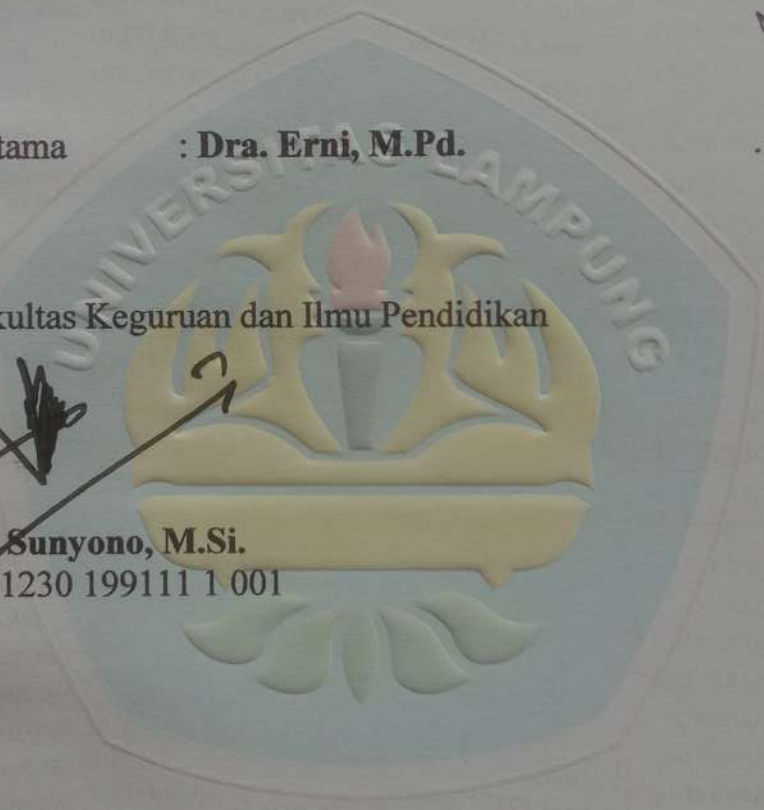 tama : Dra. Erni, M.Pd.
UNIVERSITAS LAMPUNG
kultas Keguruan dan Ilmu Pendidikan
Sunyono, M.Si.
1230 199111 1 001